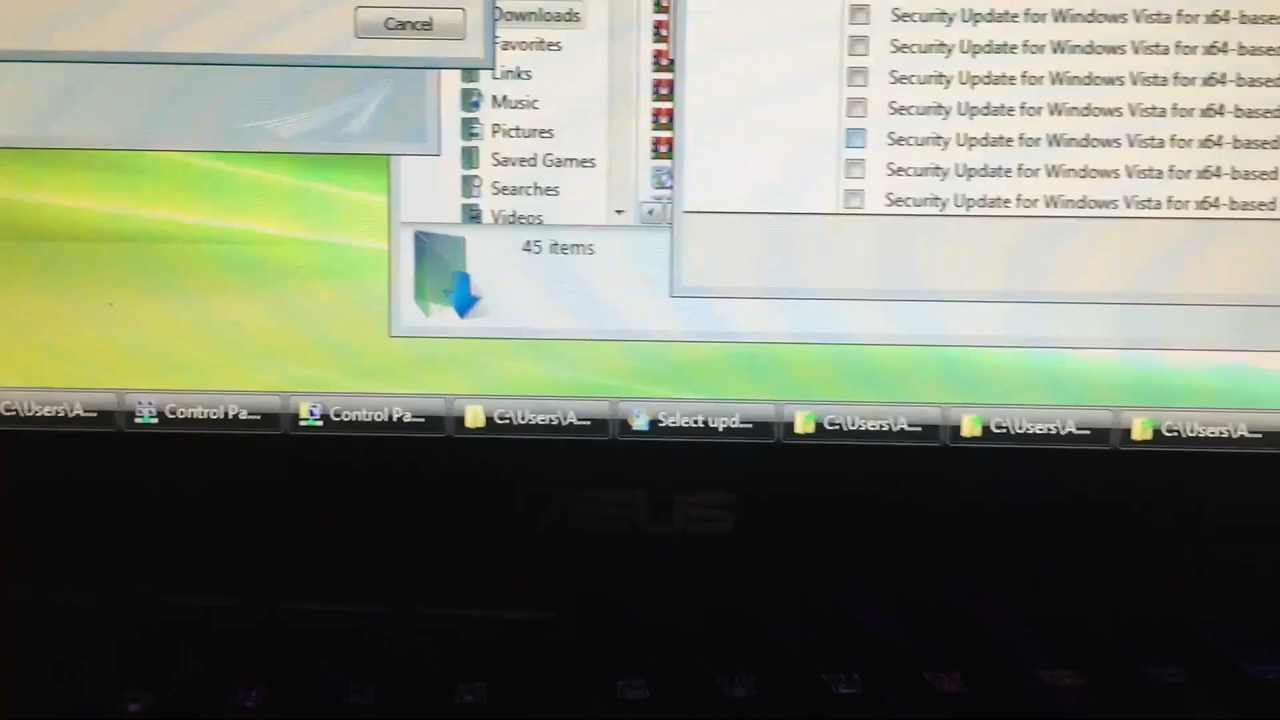 Cancel
Downloads
Favorites
Links
Music
Pictures
Saved Games
Searches
Videos
45 items
Security Update for Windows Vista for x64-based
Security Update for Windows Vista for x64-based
Security Update for Windows Vista for x64-based
Security Update for Windows Vista for x64-based
Security Update for Windows Vista for x64-based
Security Update for Windows Vista for x64-based
Security Update for Windows Vista for x64-based
C:\Users\A...
Control Pa...
Control Pa...
C:\Users\A...
Select upd...
C:\Users\A...
C:\Users\A...
C:\Users\A...
ASUS